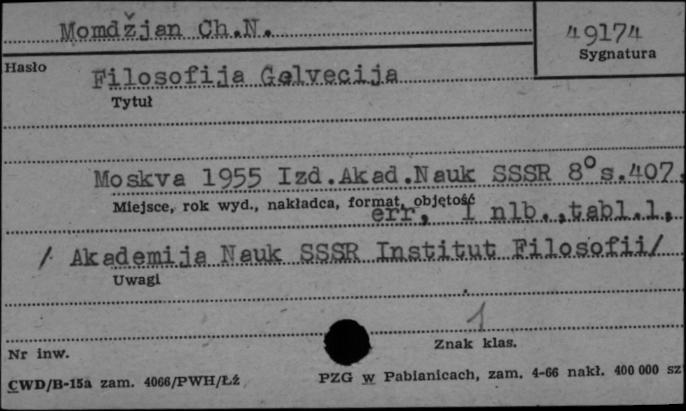 Momdžjan Ch.N.
49174
Hasło
Sygnatura
Filosofija Gelvecija
Tytuł
Moskva 1955 Izd.Akad.Nauk SSSR 8° s.407,
Miejsce, rok wyd., nakładca, format, objętość
err, 1 nlb.,tabl.1,
/ Akademija Nauk SSSR Institut Filosofii/
Uwagi
1
Nr inw.
Znak klas.
CWD/B-15a zam. 4066/PWH/Łż
PZG w Pabianicach, zam. 4-66 nakł. 400 000 sz